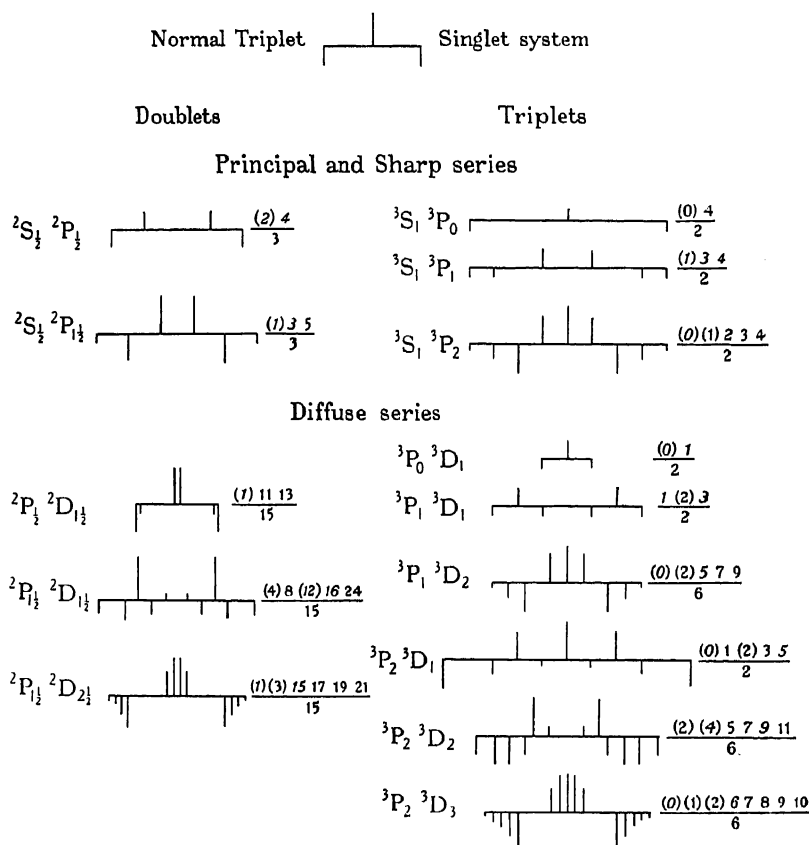 Normal Triplet Singlet system
Doublets Triplets
Principal and Sharp series
²S½ ²P½ (2) 4 / 3
³S₁ ³P₀ (0) 4 / 2
³S₁ ³P₁ (1) 3 4 / 2
²S½ ²P1½ (1) 3 5 / 3
³S₁ ³P₂ (0) (1) 2 3 4 / 2
Diffuse series
³P₀ ³D₁ (0) 1 / 2
²P½ ²D1½ (1) 11 13 / 15
³P₁ ³D₁ 1 (2) 3 / 2
³P₁ ³D₂ (0) (2) 5 7 9 / 6
²P1½ ²D1½ (4) 8 (12) 16 24 / 15
³P₂ ³D₁ (0) 1 (2) 3 5 / 2
²P1½ ²D2½ (1) (3) 15 17 19 21 / 15
³P₂ ³D₂ (2) (4) 5 7 9 11 / 6.
³P₂ ³D₃ (0) (1) (2) 6 7 8 9 10 / 6